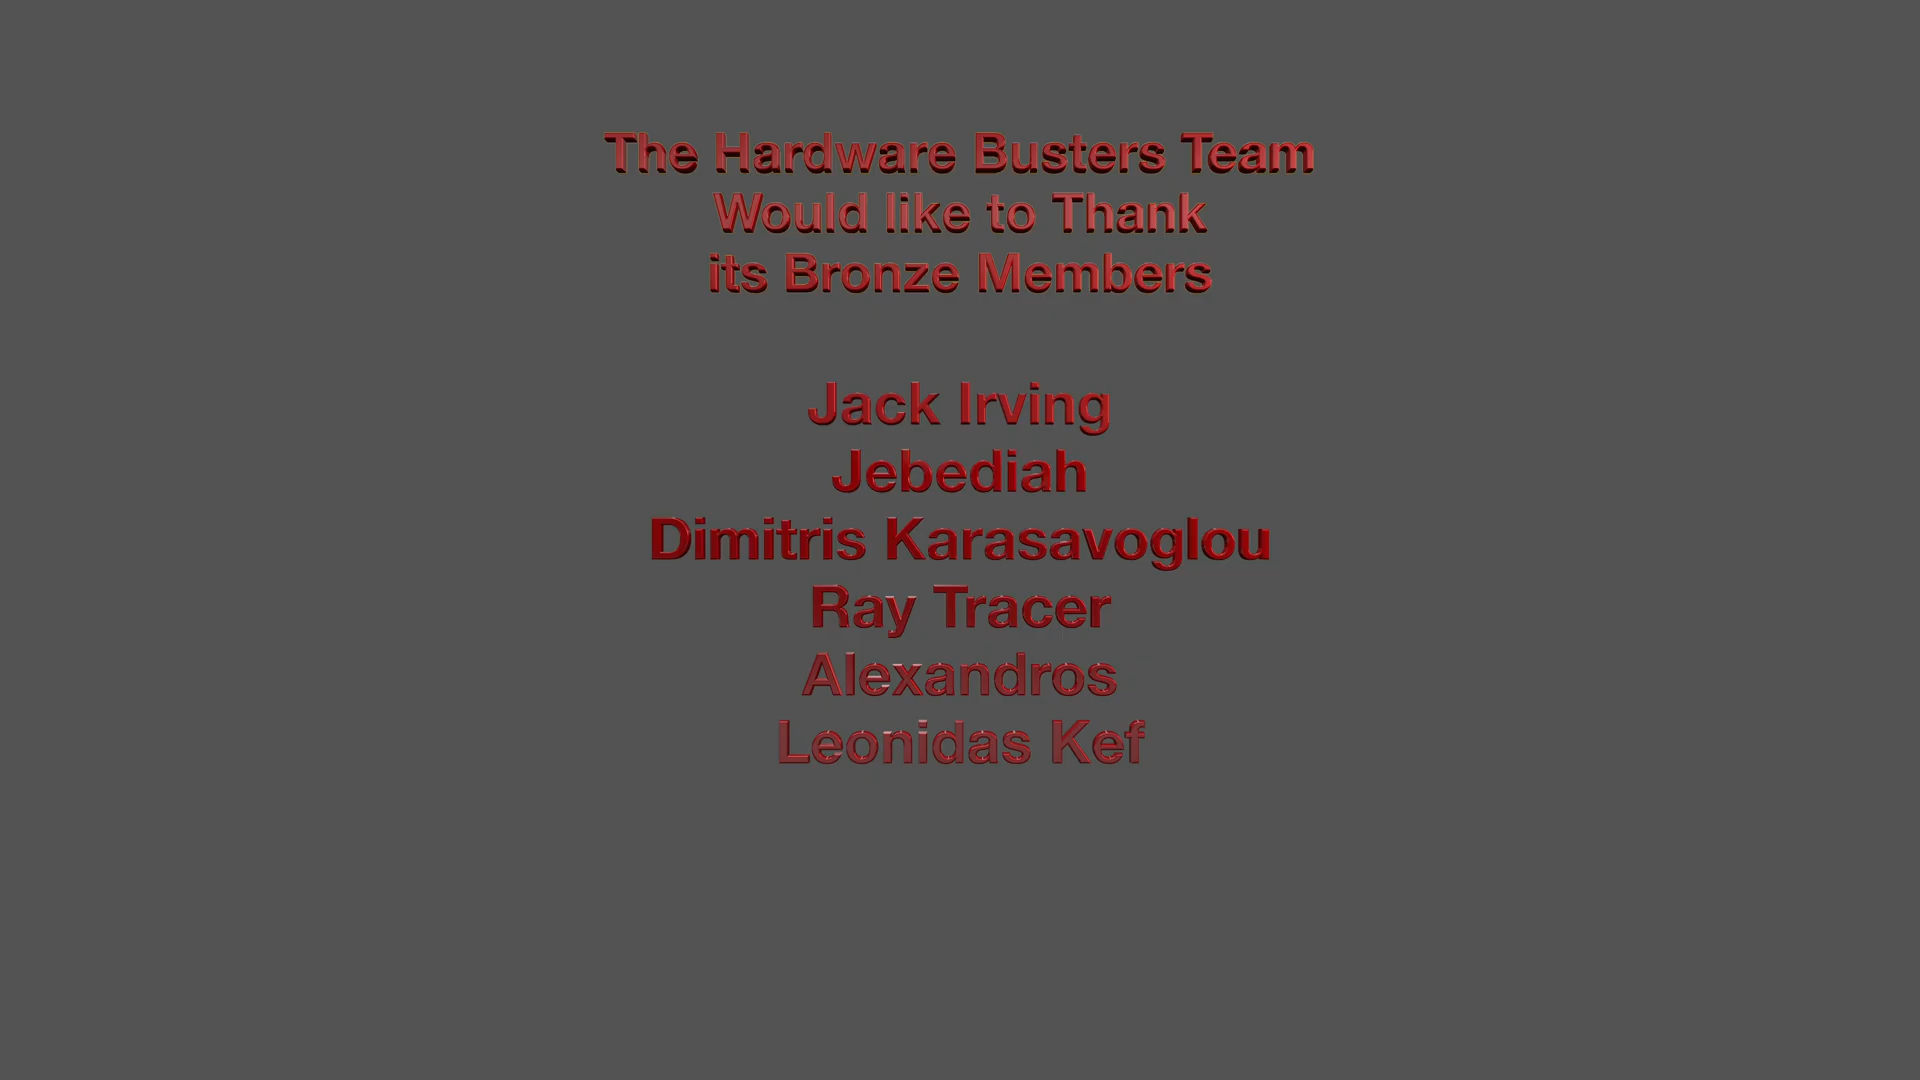 The Hardware Busters Team
Would like to Thank
its Bronze Members
Jack Irving
Jebediah
Dimitris Karasavoglou
Ray Tracer
Alexandros
Leonidas Kef